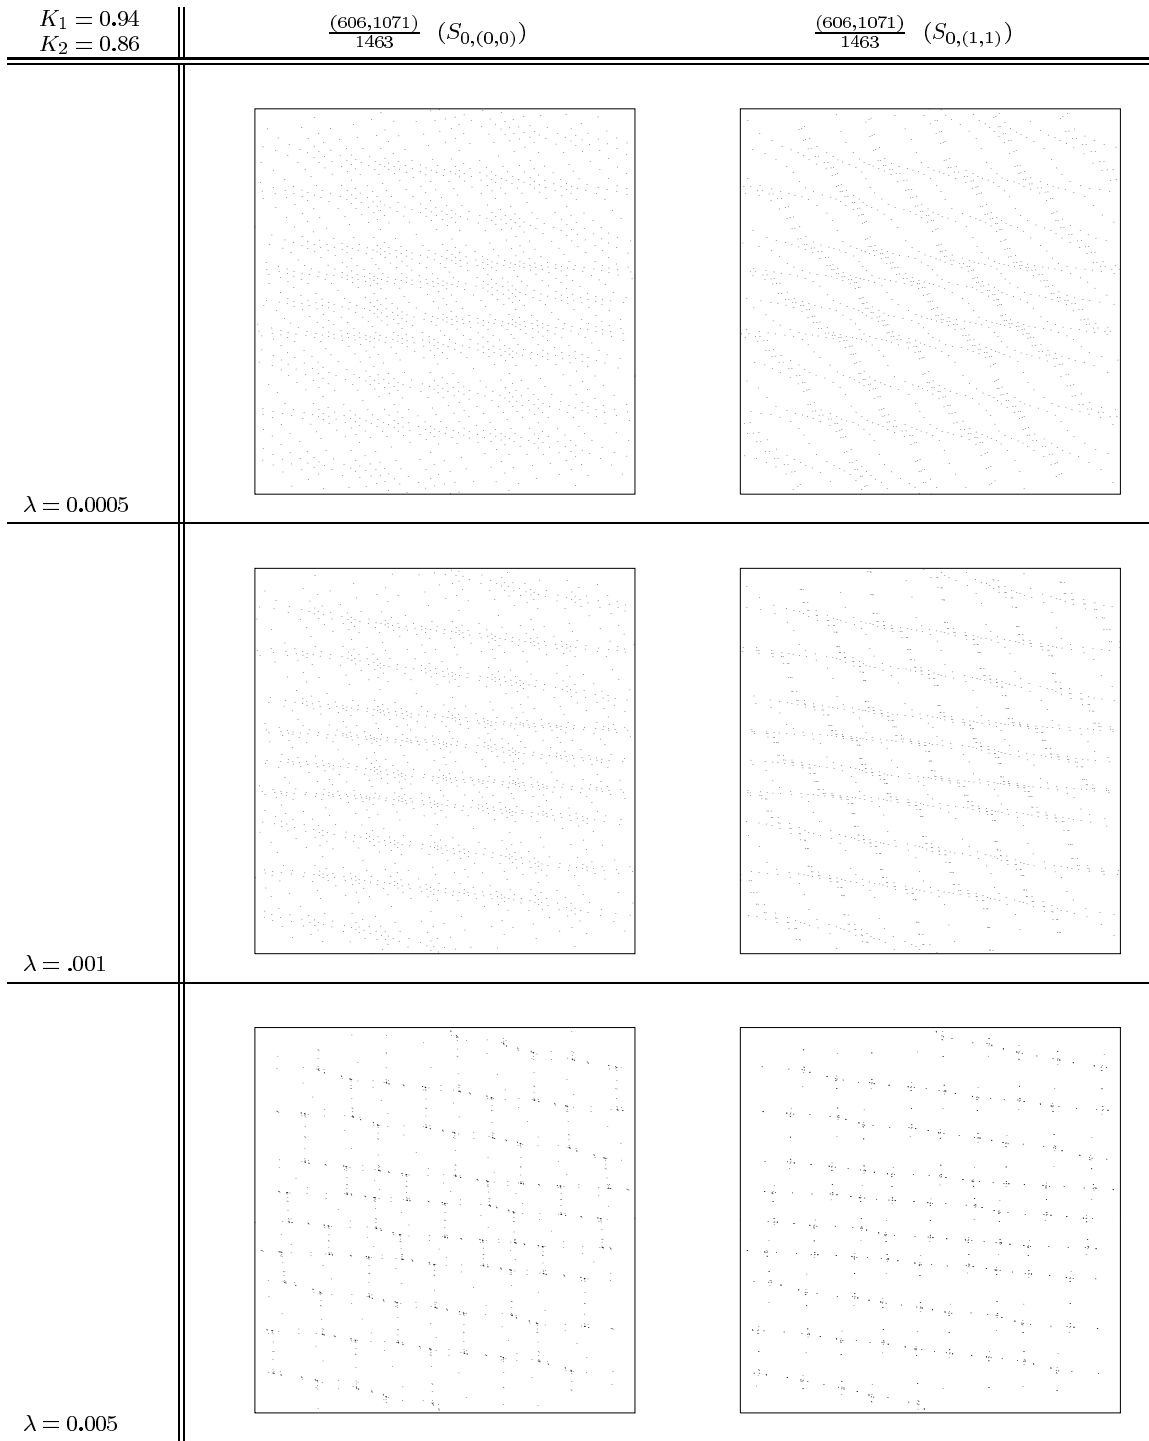 K₁ = 0.94
K₂ = 0.86
(606,1071)/1463 (S₀,₍₀,₀₎)
(606,1071)/1463 (S₀,₍₁,₁₎)
λ = 0.0005
λ = .001
λ = 0.005